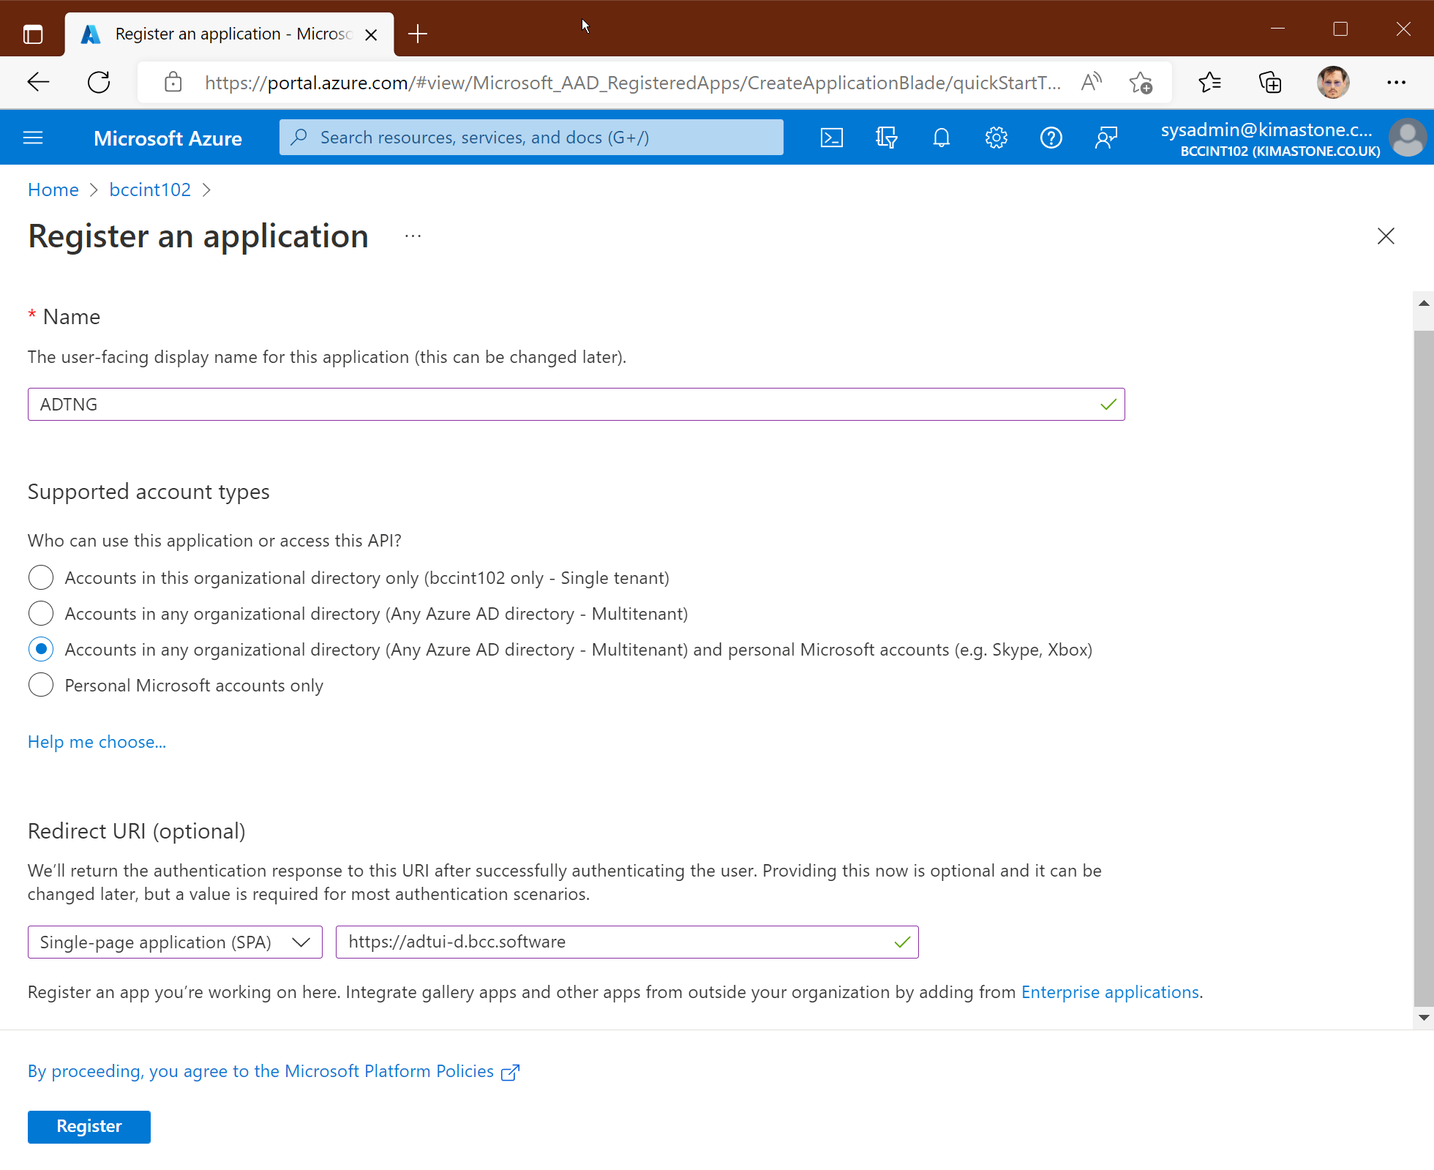 Register an application - Micros
https://portal.azure.com/#view/Microsoft_AAD_RegisteredApps/CreateApplicationBlade/quickStartT...
Microsoft Azure
Search resources, services, and docs (G+/)
sysadmin@kimastone.c...
BCCINT102 (KIMASTONE.CO.UK)
Home > bccint102 >
Register an application ...
* Name
The user-facing display name for this application (this can be changed later).
ADTNG
Supported account types
Who can use this application or access this API?
Accounts in this organizational directory only (bccint102 only - Single tenant)
Accounts in any organizational directory (Any Azure AD directory - Multitenant)
Accounts in any organizational directory (Any Azure AD directory - Multitenant) and personal Microsoft accounts (e.g. Skype, Xbox)
Personal Microsoft accounts only
Help me choose...
Redirect URI (optional)
We'll return the authentication response to this URI after successfully authenticating the user. Providing this now is optional and it can be
changed later, but a value is required for most authentication scenarios.
Single-page application (SPA)
https://adtui-d.bcc.software
Register an app you're working on here. Integrate gallery apps and other apps from outside your organization by adding from Enterprise applications.
By proceeding, you agree to the Microsoft Platform Policies
Register